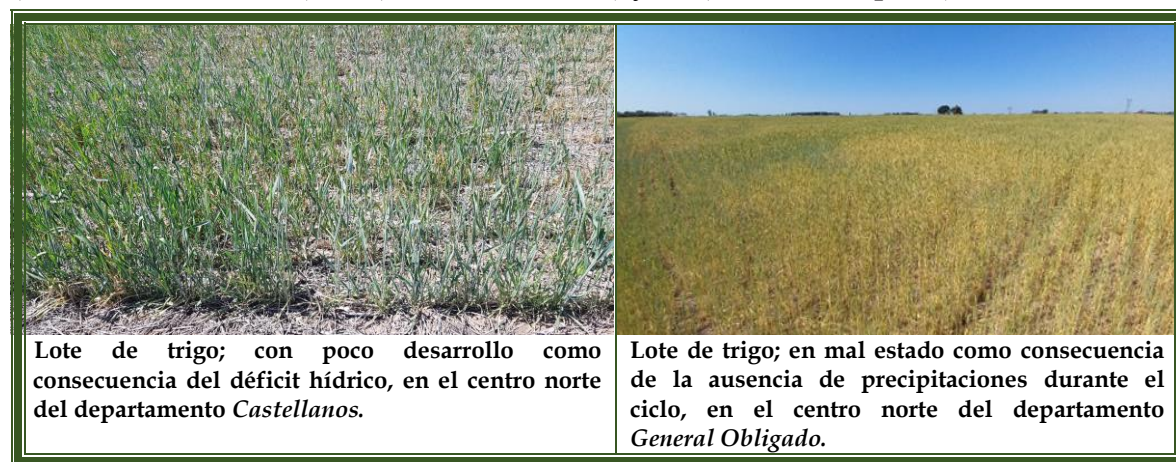 Lote de trigo; con poco desarrollo como
consecuencia del déficit hídrico, en el centro norte
del departamento Castellanos.
Lote de trigo; en mal estado como consecuencia
de la ausencia de precipitaciones durante el
ciclo, en el centro norte del departamento
General Obligado.